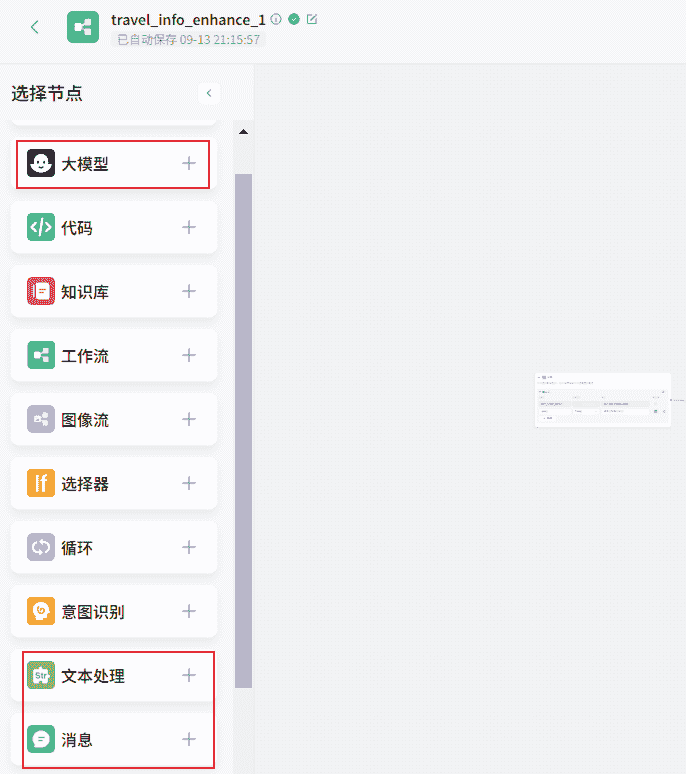 travel_info_enhance_1
已自动保存 09-13 21:15:57
选择节点
大模型
代码
知识库
工作流
图像流
If 选择器
循环
意图识别
Str 文本处理
消息